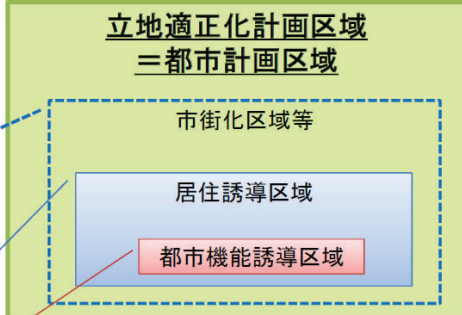 立地適正化計画区域
＝都市計画区域
市街化区域等
居住誘導区域
都市機能誘導区域